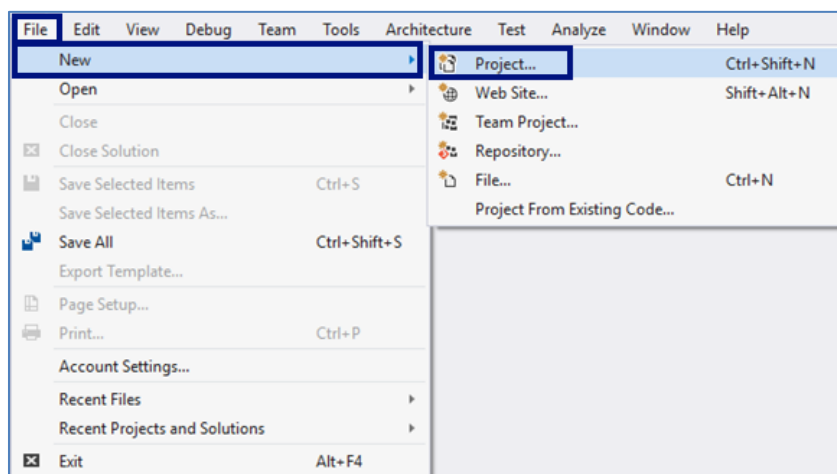 File Edit View Debug Team Tools Architecture Test Analyze Window Help
New
Open
Close
Close Solution
Save Selected Items Ctrl+S
Save Selected Items As...
Save All Ctrl+Shift+S
Export Template...
Page Setup...
Print... Ctrl+P
Account Settings...
Recent Files
Recent Projects and Solutions
Exit Alt+F4
Project... Ctrl+Shift+N
Web Site... Shift+Alt+N
Team Project...
Repository...
File... Ctrl+N
Project From Existing Code...